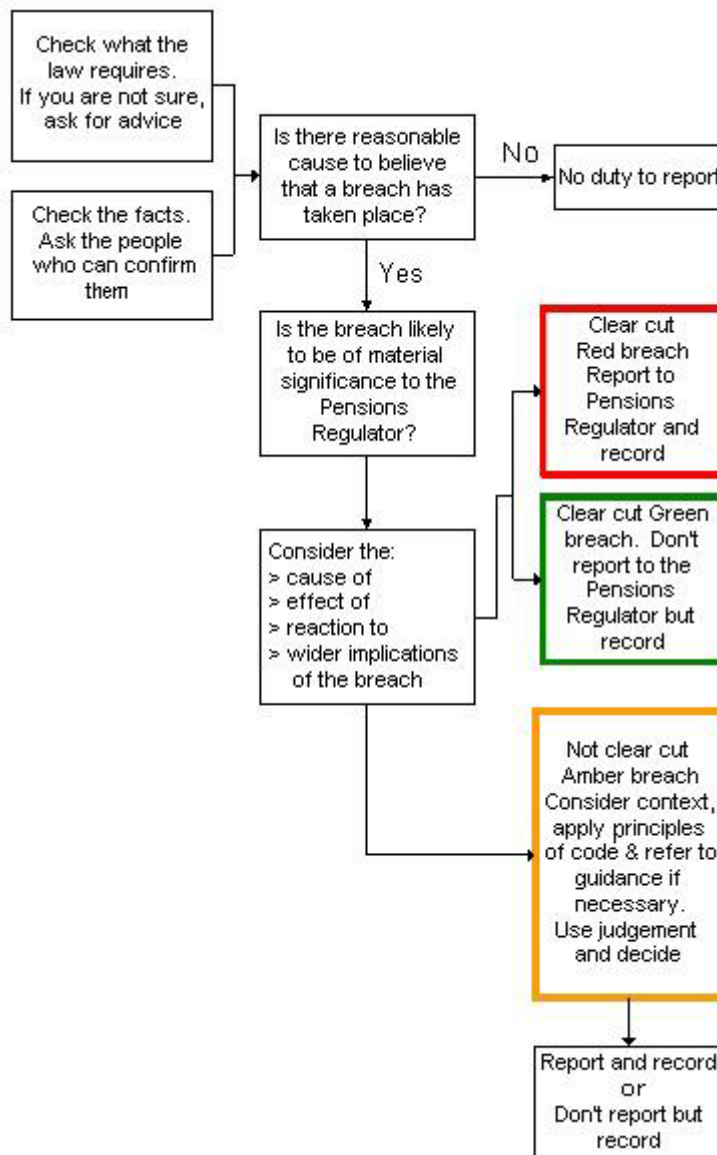 Check what the
law requires.
If you are not sure,
ask for advice
Check the facts.
Ask the people
who can confirm
them
Is there reasonable
cause to believe
that a breach has
taken place?
No
No duty to report
Yes
Is the breach likely
to be of material
significance to the
Pensions
Regulator?
Clear cut
Red breach
Report to
Pensions
Regulator and
record
Clear cut Green
breach. Don't
report to the
Pensions
Regulator but
record
Consider the:
> cause of
> effect of
> reaction to
> wider implications
of the breach
Not clear cut
Amber breach
Consider context,
apply principles
of code & refer to
guidance if
necessary.
Use judgement
and decide
Report and record
or
Don't report but
record